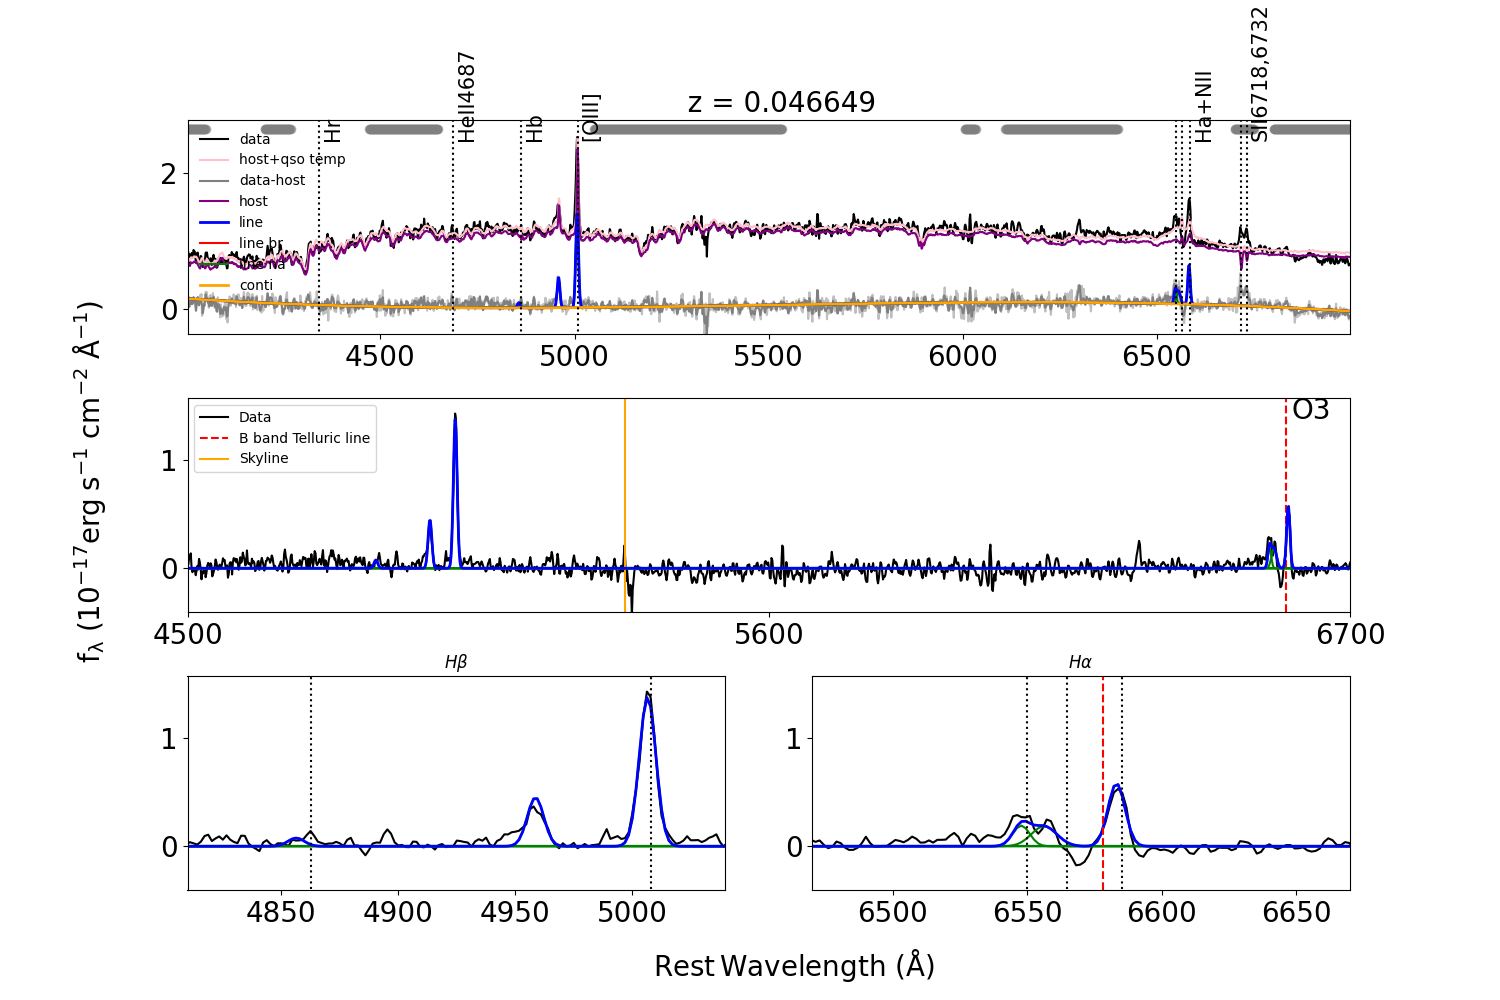 z = 0.046649
Hr
HeII4687
Hb
[OIII]
Ha+NII
SII6718,6732
data
host+qso temp
data-host
host
line
line br
conti
2
0
4500 5000 5500 6000 6500
f_λ (10⁻¹⁷erg s⁻¹ cm⁻² Å⁻¹)
Data
B band Telluric line
Skyline
O3
1
0
4500 5600 6700
Hβ
1
0
4850 4900 4950 5000
Hα
1
0
6500 6550 6600 6650
Rest Wavelength (Å)